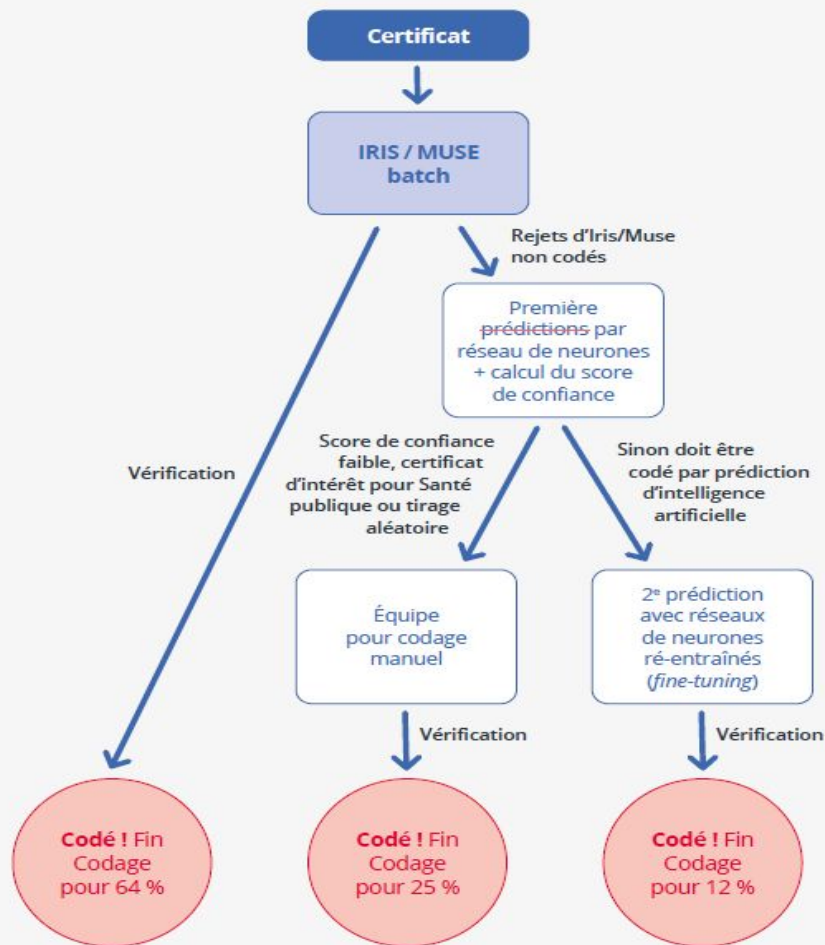 Certificat
IRIS / MUSE
batch
Rejets d'Iris/Muse
non codés
Première
prédictions par
réseau de neurones
+ calcul du score
de confiance
Vérification
Score de confiance
faible, certificat
d'intérêt pour Santé
publique ou tirage
aléatoire
Sinon doit être
codé par prédiction
d'intelligence
artificielle
Équipe
pour codage
manuel
2ᵉ prédiction
avec réseaux
de neurones
ré-entraînés
(fine-tuning)
Vérification
Vérification
Codé ! Fin
Codage
pour 64 %
Codé ! Fin
Codage
pour 25 %
Codé ! Fin
Codage
pour 12 %